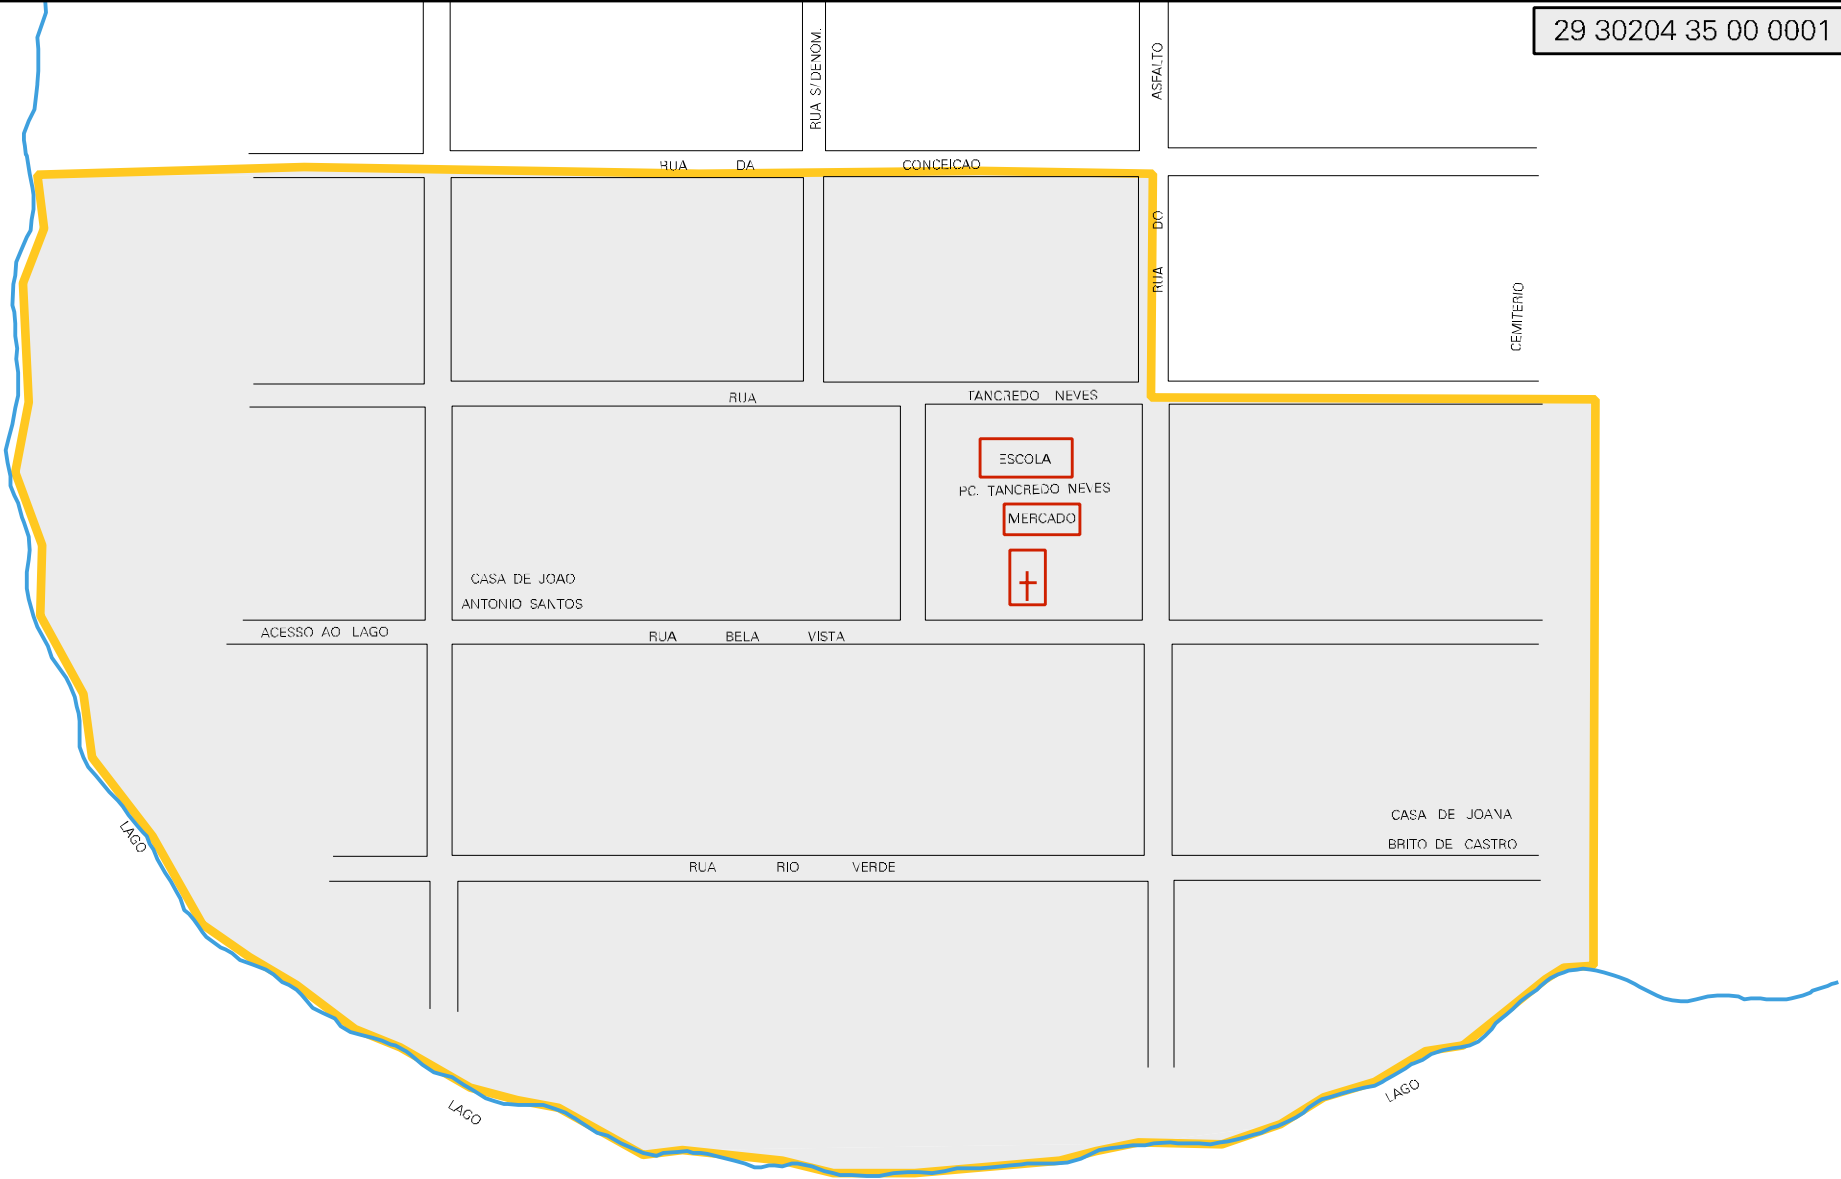 29 30204 35 00 0001
RUA S/DENOM.
ASFALTO
RUA DA CONCEICAO
RUA DO
CEMITERIO
RUA TANCREDO NEVES
ESCOLA
PC. TANCREDO NEVES
MERCADO
CASA DE JOAO
ANTONIO SANTOS
ACESSO AO LAGO
RUA BELA VISTA
CASA DE JOANA
BRITO DE CASTRO
LAGO
RUA RIO VERDE
LAGO
LAGO